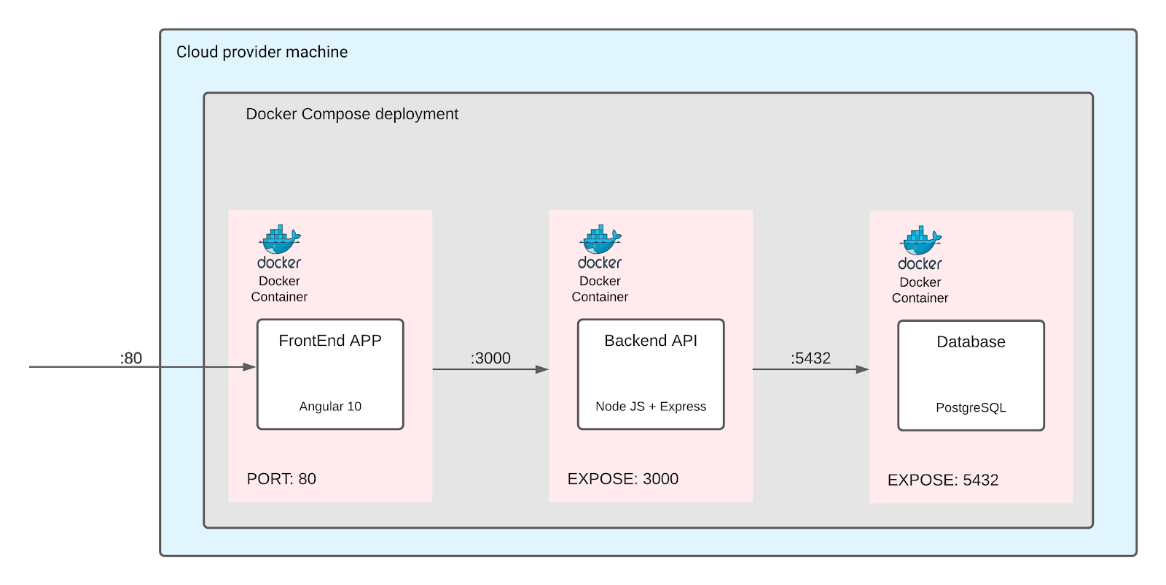 Cloud provider machine
Docker Compose deployment
docker
Docker
Container
FrontEnd APP
Angular 10
PORT: 80
:80
:3000
docker
Docker
Container
Backend API
Node JS + Express
EXPOSE: 3000
:5432
docker
Docker
Container
Database
PostgreSQL
EXPOSE: 5432